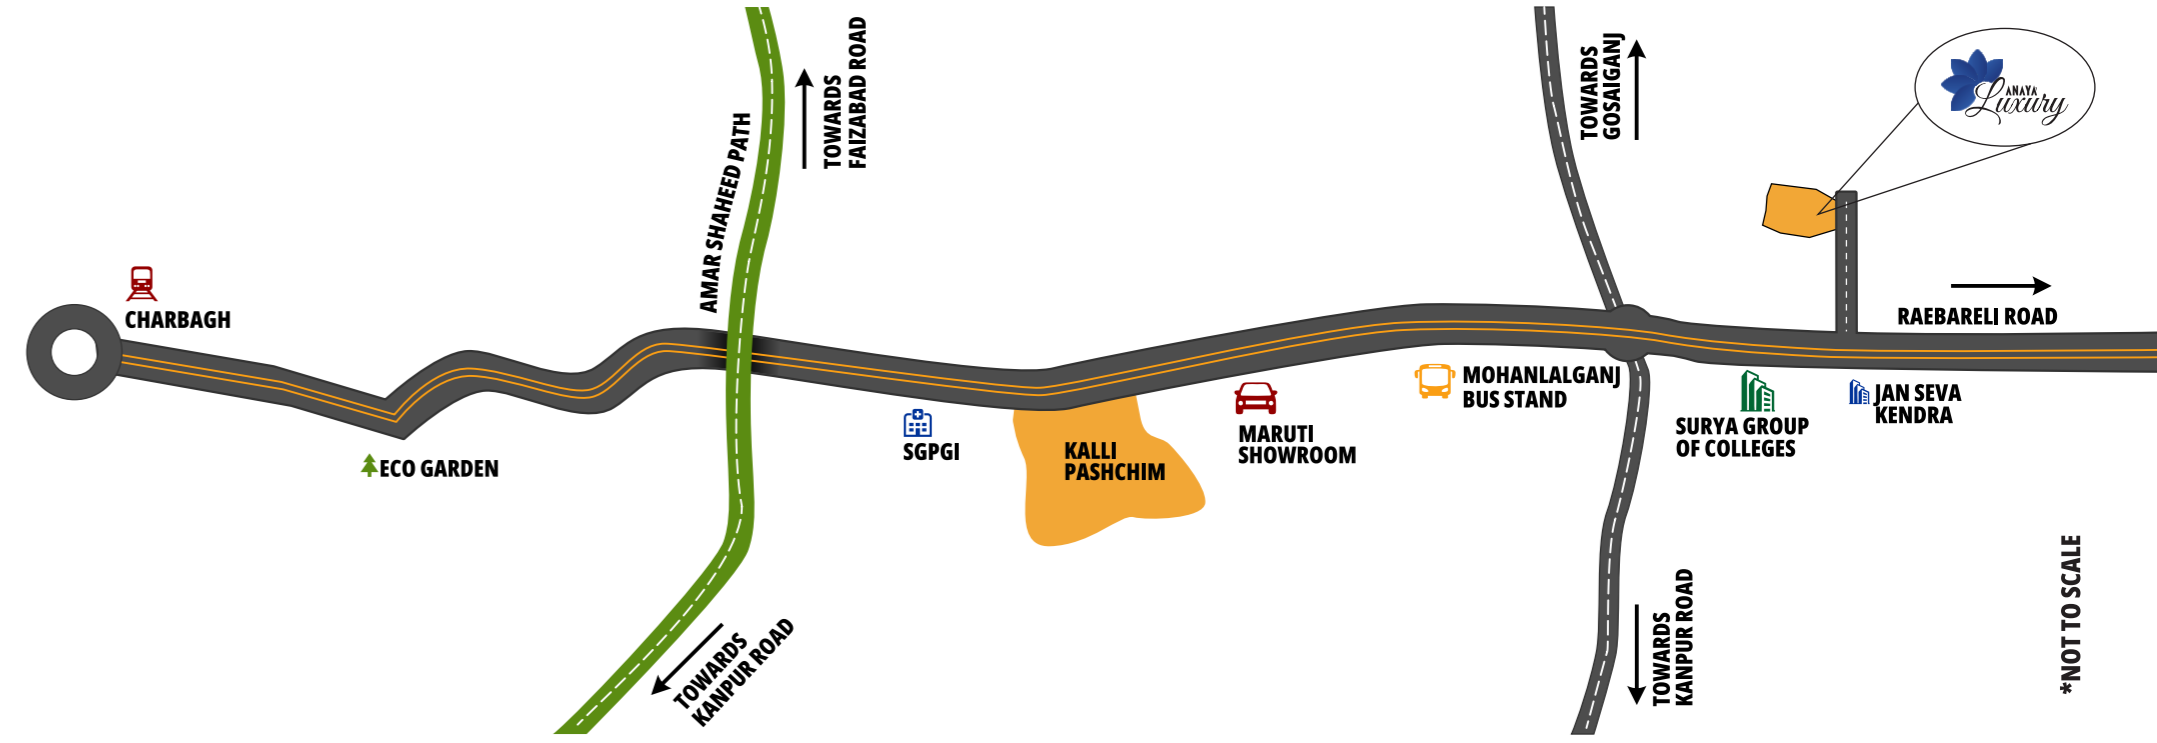 TOWARDS
FAIZABAD ROAD
TOWARDS
GOSAIGANJ
ANAYA
Luxury
AMAR SHAHEED PATH
CHARBAGH
RAEBARELI ROAD
MOHANLALGANJ
BUS STAND
JAN SEVA
KENDRA
SURYA GROUP
OF COLLEGES
MARUTI
SHOWROOM
SGPGI
KALLI
PASHCHIM
ECO GARDEN
TOWARDS
KANPUR ROAD
TOWARDS
KANPUR ROAD
*NOT TO SCALE